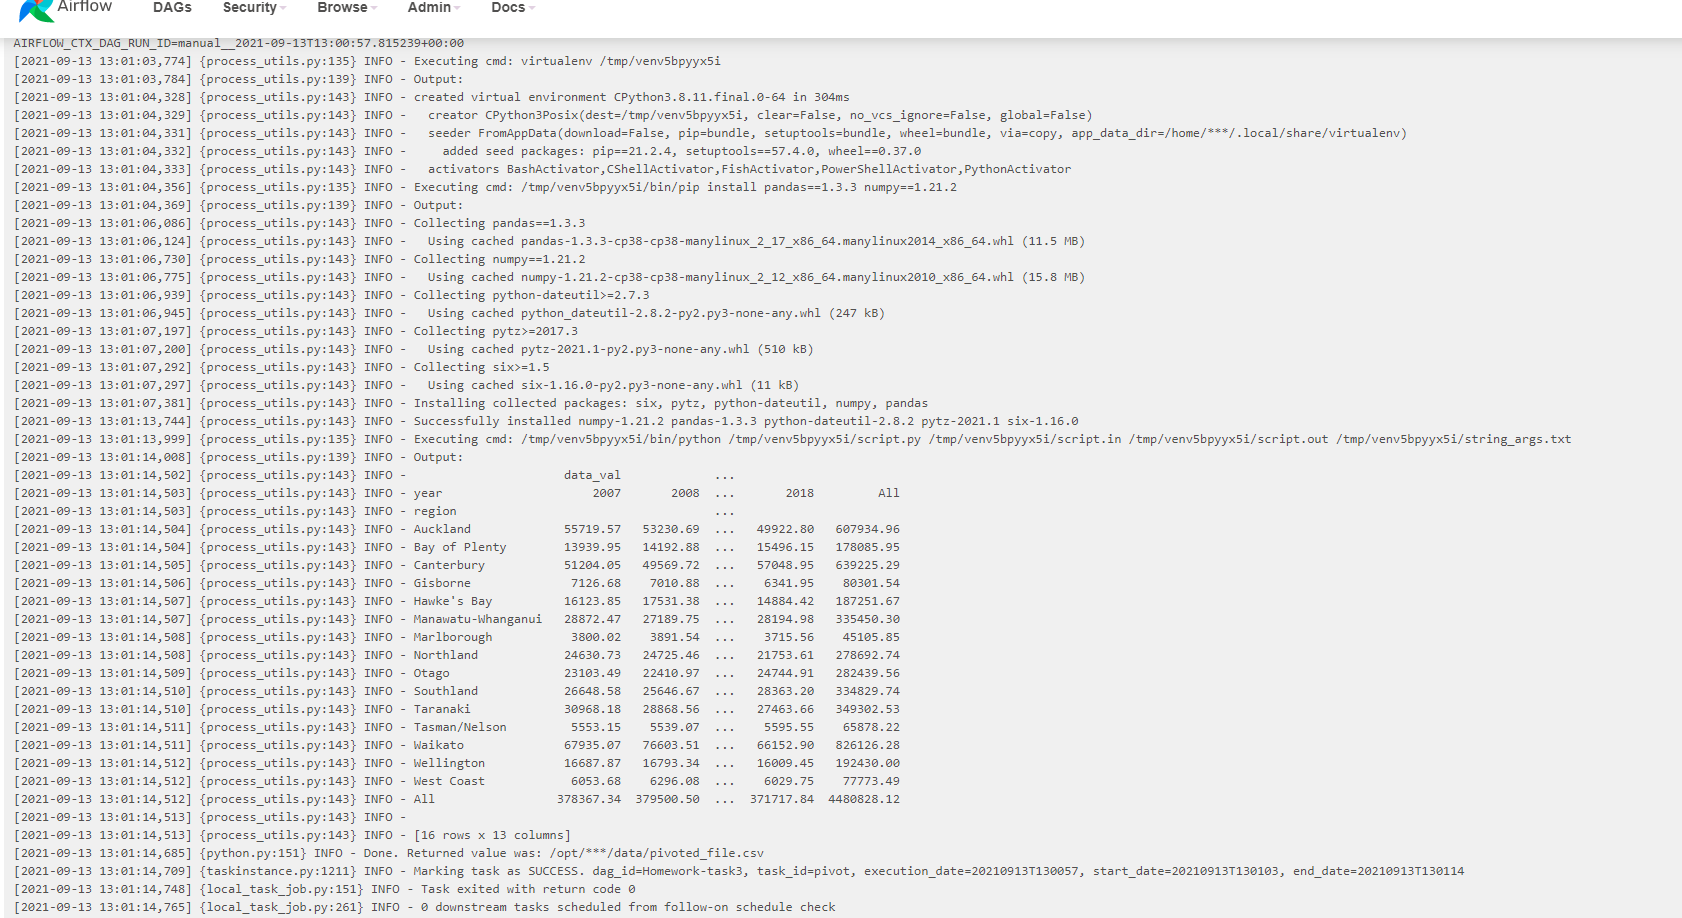 Airflow DAGs Security Browse Admin Docs
AIRFLOW_CTX_DAG_RUN_ID=manual__2021-09-13T13:00:57.815239+00:00
[2021-09-13 13:01:03,774] {process_utils.py:135} INFO - Executing cmd: virtualenv /tmp/venv5bpyyx5i
[2021-09-13 13:01:03,784] {process_utils.py:139} INFO - Output:
[2021-09-13 13:01:04,328] {process_utils.py:143} INFO - created virtual environment CPython3.8.11.final.0-64 in 304ms
[2021-09-13 13:01:04,329] {process_utils.py:143} INFO -   creator CPython3Posix(dest=/tmp/venv5bpyyx5i, clear=False, no_vcs_ignore=False, global=False)
[2021-09-13 13:01:04,331] {process_utils.py:143} INFO -   seeder FromAppData(download=False, pip=bundle, setuptools=bundle, wheel=bundle, via=copy, app_data_dir=/home/***/.local/share/virtualenv)
[2021-09-13 13:01:04,332] {process_utils.py:143} INFO -     added seed packages: pip==21.2.4, setuptools==57.4.0, wheel==0.37.0
[2021-09-13 13:01:04,333] {process_utils.py:143} INFO -   activators BashActivator,CShellActivator,FishActivator,PowerShellActivator,PythonActivator
[2021-09-13 13:01:04,356] {process_utils.py:135} INFO - Executing cmd: /tmp/venv5bpyyx5i/bin/pip install pandas==1.3.3 numpy==1.21.2
[2021-09-13 13:01:04,369] {process_utils.py:139} INFO - Output:
[2021-09-13 13:01:06,086] {process_utils.py:143} INFO - Collecting pandas==1.3.3
[2021-09-13 13:01:06,124] {process_utils.py:143} INFO -   Using cached pandas-1.3.3-cp38-cp38-manylinux_2_17_x86_64.manylinux2014_x86_64.whl (11.5 MB)
[2021-09-13 13:01:06,730] {process_utils.py:143} INFO - Collecting numpy==1.21.2
[2021-09-13 13:01:06,775] {process_utils.py:143} INFO -   Using cached numpy-1.21.2-cp38-cp38-manylinux_2_12_x86_64.manylinux2010_x86_64.whl (15.8 MB)
[2021-09-13 13:01:06,939] {process_utils.py:143} INFO - Collecting python-dateutil>=2.7.3
[2021-09-13 13:01:06,945] {process_utils.py:143} INFO -   Using cached python_dateutil-2.8.2-py2.py3-none-any.whl (247 kB)
[2021-09-13 13:01:07,197] {process_utils.py:143} INFO - Collecting pytz>=2017.3
[2021-09-13 13:01:07,200] {process_utils.py:143} INFO -   Using cached pytz-2021.1-py2.py3-none-any.whl (510 kB)
[2021-09-13 13:01:07,292] {process_utils.py:143} INFO - Collecting six>=1.5
[2021-09-13 13:01:07,297] {process_utils.py:143} INFO -   Using cached six-1.16.0-py2.py3-none-any.whl (11 kB)
[2021-09-13 13:01:07,381] {process_utils.py:143} INFO - Installing collected packages: six, pytz, python-dateutil, numpy, pandas
[2021-09-13 13:01:13,744] {process_utils.py:143} INFO - Successfully installed numpy-1.21.2 pandas-1.3.3 python-dateutil-2.8.2 pytz-2021.1 six-1.16.0
[2021-09-13 13:01:13,999] {process_utils.py:135} INFO - Executing cmd: /tmp/venv5bpyyx5i/bin/python /tmp/venv5bpyyx5i/script.py /tmp/venv5bpyyx5i/script.in /tmp/venv5bpyyx5i/script.out /tmp/venv5bpyyx5i/string_args.txt
[2021-09-13 13:01:14,008] {process_utils.py:139} INFO - Output:
[2021-09-13 13:01:14,502] {process_utils.py:143} INFO -                      data_val             ...
[2021-09-13 13:01:14,503] {process_utils.py:143} INFO - year                     2007       2008  ...       2018         All
[2021-09-13 13:01:14,503] {process_utils.py:143} INFO - region                                    ...
[2021-09-13 13:01:14,504] {process_utils.py:143} INFO - Auckland             55719.57   53230.69  ...   49922.80   607934.96
[2021-09-13 13:01:14,504] {process_utils.py:143} INFO - Bay of Plenty        13939.95   14192.88  ...   15496.15   178085.95
[2021-09-13 13:01:14,505] {process_utils.py:143} INFO - Canterbury           51204.05   49569.72  ...   57048.95   639225.29
[2021-09-13 13:01:14,506] {process_utils.py:143} INFO - Gisborne              7126.68    7010.88  ...    6341.95    80301.54
[2021-09-13 13:01:14,507] {process_utils.py:143} INFO - Hawke's Bay          16123.85   17531.38  ...   14884.42   187251.67
[2021-09-13 13:01:14,507] {process_utils.py:143} INFO - Manawatu-Whanganui   28872.47   27189.75  ...   28194.98   335450.30
[2021-09-13 13:01:14,508] {process_utils.py:143} INFO - Marlborough           3800.02    3891.54  ...    3715.56    45105.85
[2021-09-13 13:01:14,508] {process_utils.py:143} INFO - Northland            24630.73   24725.46  ...   21753.61   278692.74
[2021-09-13 13:01:14,509] {process_utils.py:143} INFO - Otago                23103.49   22410.97  ...   24744.91   282439.56
[2021-09-13 13:01:14,510] {process_utils.py:143} INFO - Southland            26648.58   25646.67  ...   28363.20   334829.74
[2021-09-13 13:01:14,510] {process_utils.py:143} INFO - Taranaki             30968.18   28868.56  ...   27463.66   349302.53
[2021-09-13 13:01:14,511] {process_utils.py:143} INFO - Tasman/Nelson         5553.15    5539.07  ...    5595.55    65878.22
[2021-09-13 13:01:14,511] {process_utils.py:143} INFO - Waikato              67935.07   76603.51  ...   66152.90   826126.28
[2021-09-13 13:01:14,512] {process_utils.py:143} INFO - Wellington           16687.87   16793.34  ...   16009.45   192430.00
[2021-09-13 13:01:14,512] {process_utils.py:143} INFO - West Coast            6053.68    6296.08  ...    6029.75    77773.49
[2021-09-13 13:01:14,512] {process_utils.py:143} INFO - All                 378367.34  379500.50  ...  371717.84  4480828.12
[2021-09-13 13:01:14,513] {process_utils.py:143} INFO -
[2021-09-13 13:01:14,513] {process_utils.py:143} INFO - [16 rows x 13 columns]
[2021-09-13 13:01:14,685] {python.py:151} INFO - Done. Returned value was: /opt/***/data/pivoted_file.csv
[2021-09-13 13:01:14,709] {taskinstance.py:1211} INFO - Marking task as SUCCESS. dag_id=Homework-task3, task_id=pivot, execution_date=20210913T130057, start_date=20210913T130103, end_date=20210913T130114
[2021-09-13 13:01:14,748] {local_task_job.py:151} INFO - Task exited with return code 0
[2021-09-13 13:01:14,765] {local_task_job.py:261} INFO - 0 downstream tasks scheduled from follow-on schedule check